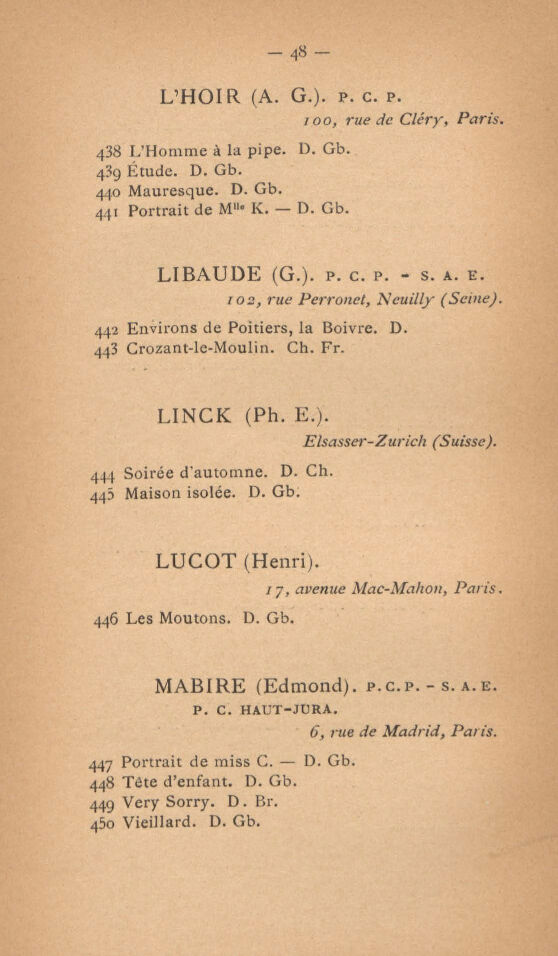 — 48 —
L'HOIR (A. G.). P. C. P.
100, rue de Cléry, Paris.
438 L'Homme à la pipe. D. Gb.
439 Étude. D. Gb.
440 Mauresque. D. Gb.
441 Portrait de Mlle K. — D. Gb.
LIBAUDE (G.). P. C. P. - S. A. E.
102, rue Perronet, Neuilly (Seine).
442 Environs de Poitiers, la Boivre. D.
443 Crozant-le-Moulin. Ch. Fr.
LINCK (Ph. E.).
Elsasser-Zurich (Suisse).
444 Soirée d'automne. D. Ch.
445 Maison isolée. D. Gb.
LUCOT (Henri).
17, avenue Mac-Mahon, Paris.
446 Les Moutons. D. Gb.
MABIRE (Edmond). P.C.P. - S. A. E.
P. C. HAUT-JURA.
6, rue de Madrid, Paris.
447 Portrait de miss C. — D. Gb.
448 Tête d'enfant. D. Gb.
449 Very Sorry. D. Br.
450 Vieillard. D. Gb.